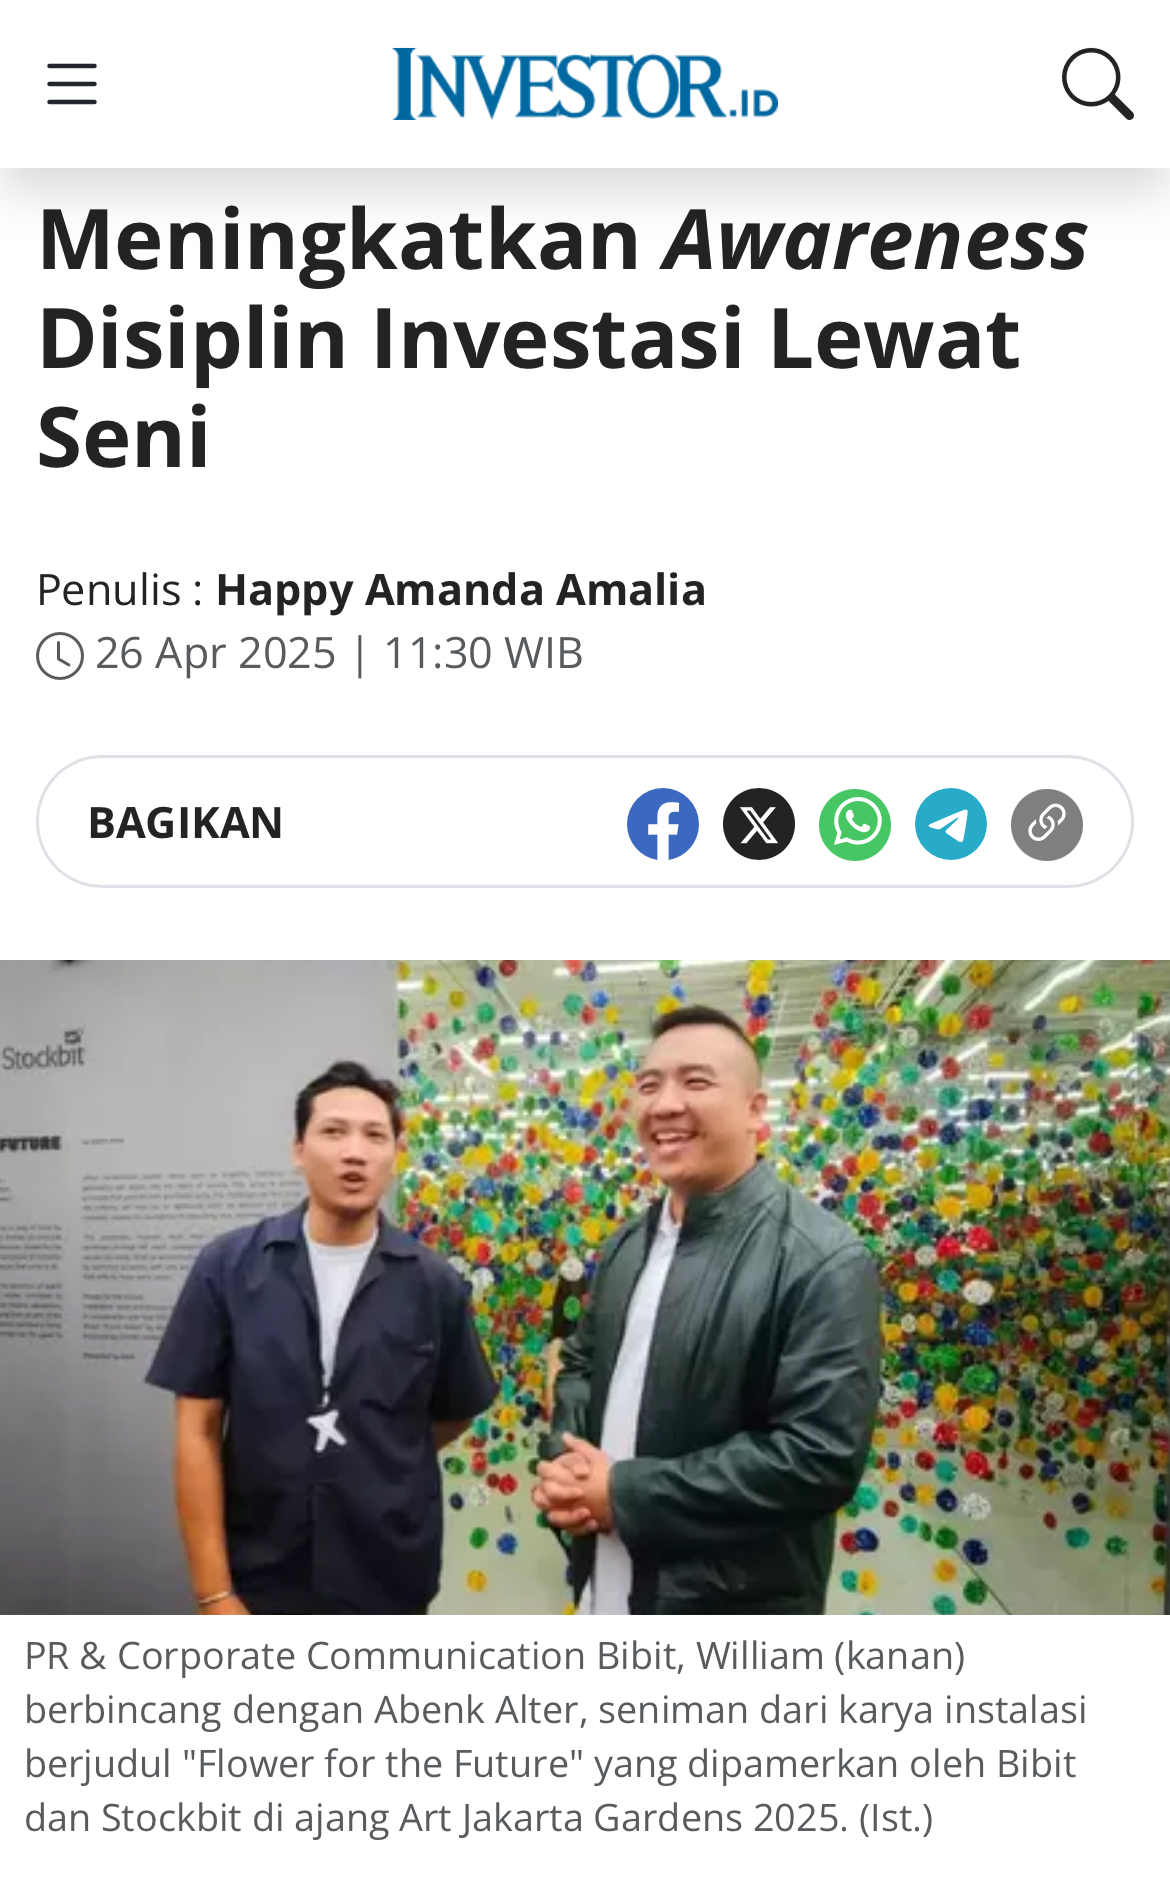 INVESTOR.ID
Meningkatkan Awareness
Disiplin Investasi Lewat
Seni
Penulis : Happy Amanda Amalia
26 Apr 2025 | 11:30 WIB
BAGIKAN
Stockbit
FUTURE
PR & Corporate Communication Bibit, William (kanan)
berbincang dengan Abenk Alter, seniman dari karya instalasi
berjudul "Flower for the Future" yang dipamerkan oleh Bibit
dan Stockbit di ajang Art Jakarta Gardens 2025. (Ist.)